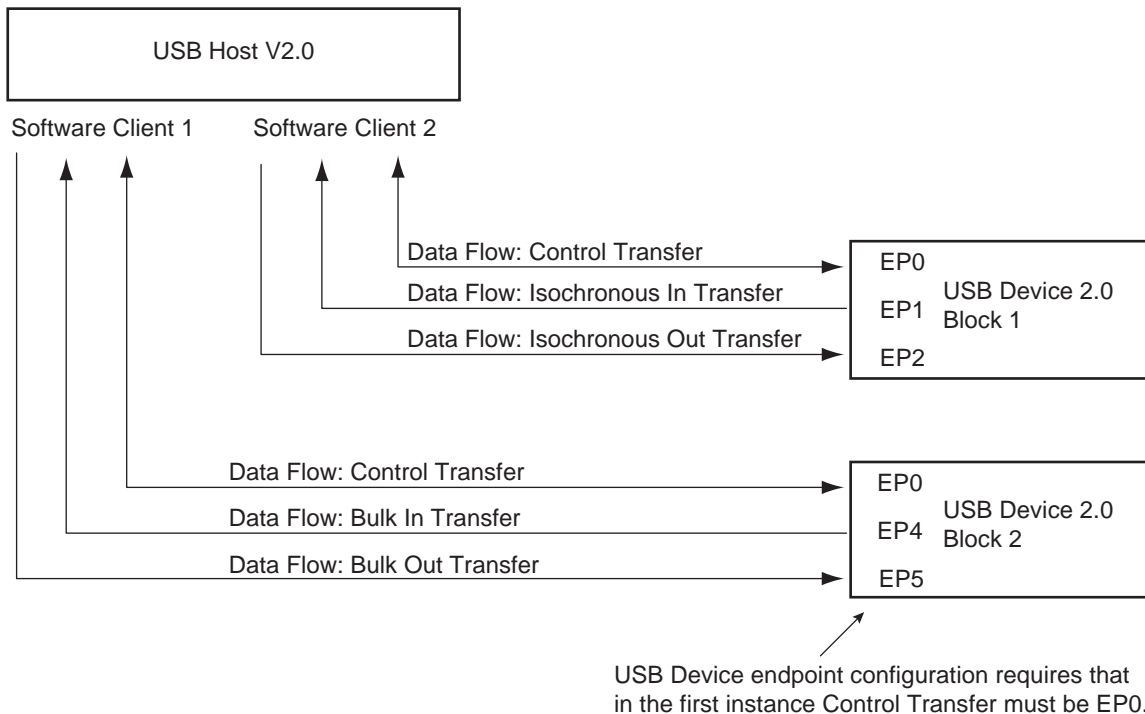 USB Host V2.0
Software Client 1
Software Client 2
Data Flow: Control Transfer
Data Flow: Isochronous In Transfer
Data Flow: Isochronous Out Transfer
EP0
EP1
EP2
USB Device 2.0
Block 1
Data Flow: Control Transfer
Data Flow: Bulk In Transfer
Data Flow: Bulk Out Transfer
EP0
EP4
EP5
USB Device 2.0
Block 2
USB Device endpoint configuration requires that
in the first instance Control Transfer must be EP0.